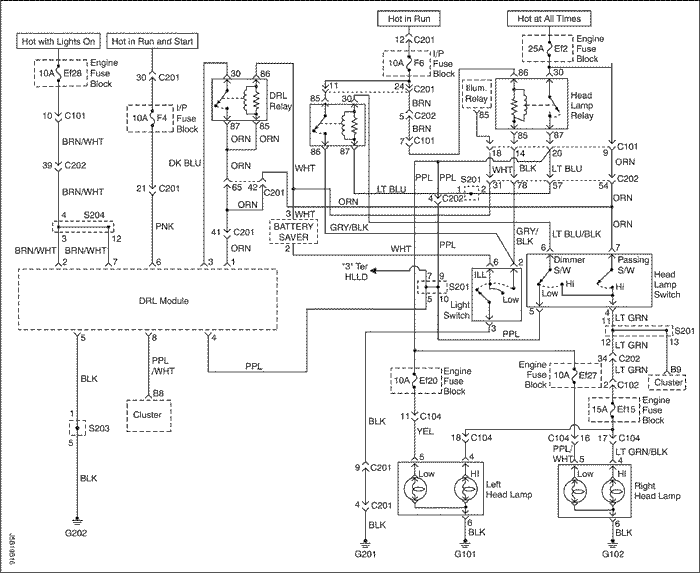 Hot in Run
Hot at All Times
Hot with Lights On
Hot in Run and Start
12 C201
25A Ef2
Engine
Fuse
Block
10A F6
I/P
Fuse
Block
10A Ef28
Engine
Fuse
Block
30 C201
30 86
DRL
Relay
11
24 C201
BRN
Illum.
Relay
85
86 30
Head
Lamp
Relay
85 30
10 C101
10A F4
I/P
Fuse
Block
87 85
5 C202
BRN
85 87
BRN/WHT
ORN ORN
7 C101
C101
86 87
18 14 20 9
39 C202
DK BLU
WHT
PPL PPL
WHT BLK LT BLU ORN
BRN/WHT
21 C201
65 42
C201
LT BLU
S201
1 2
4 C202
31 78 57 54
C202
ORN
4 S204
3 12
PNK
41 C201
ORN
WHT
3 WHT
BATTERY
SAVER
2
ORN
GRY/BLK
GRY/
BLK
LT BLU/BLK
ORN
BRN/WHT BRN/WHT
ORN
WHT
PPL
2 7 6 3 1
DRL Module
"3" Ter
HLLD
7 9
S201
5 10
6 2
ILL
Low
Light
Switch
3
6 7
Dimmer
S/W
Passing
S/W
Low Hi Hi
Head
Lamp
Switch
5 4
PPL
5 8 4
PPL
11 LT GRN
S201
12 13
LT GRN
BLK
PPL
/WHT
34 C202
LT GRN
B9
Cluster
B8
Cluster
10A Ef20
Engine
Fuse
Block
Engine
Fuse
Block
10A Ef27
2 C102
15A Ef15
Engine
Fuse
Block
1
S203
5
BLK
11 C104
YEL
18 C104
C104 16
17 C104
PPL/
WHT
LT GRN/BLK
BLK
9 C201
5 4
Low HI
Left
Head Lamp
5 4
Low HI
Right
Head Lamp
4 C201
BLK
6
BLK
6
BLK
G202
G201
G101
G102